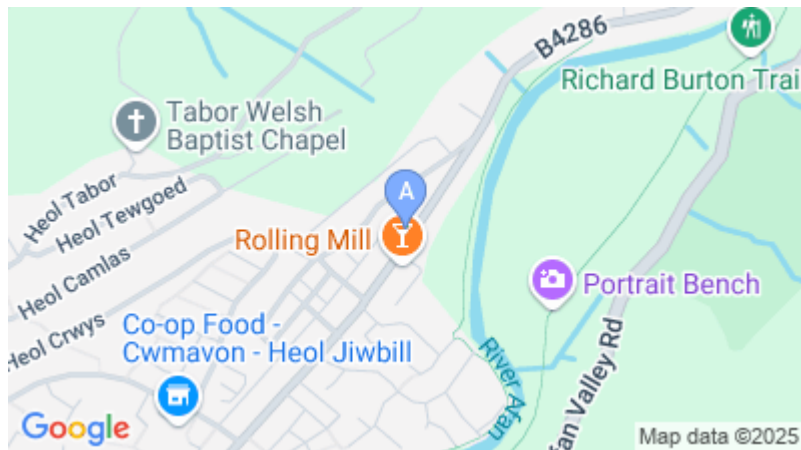 B4286
Richard Burton Trai
Tabor Welsh
Baptist Chapel
Heol Tabor
Heol Tewgoed
A
Rolling Mill
Heol Camlas
Portrait Bench
Heol Crwys
Co-op Food -
Cwmavon - Heol Jiwbill
River Afan
fan Valley Rd
Google
Map data ©2025